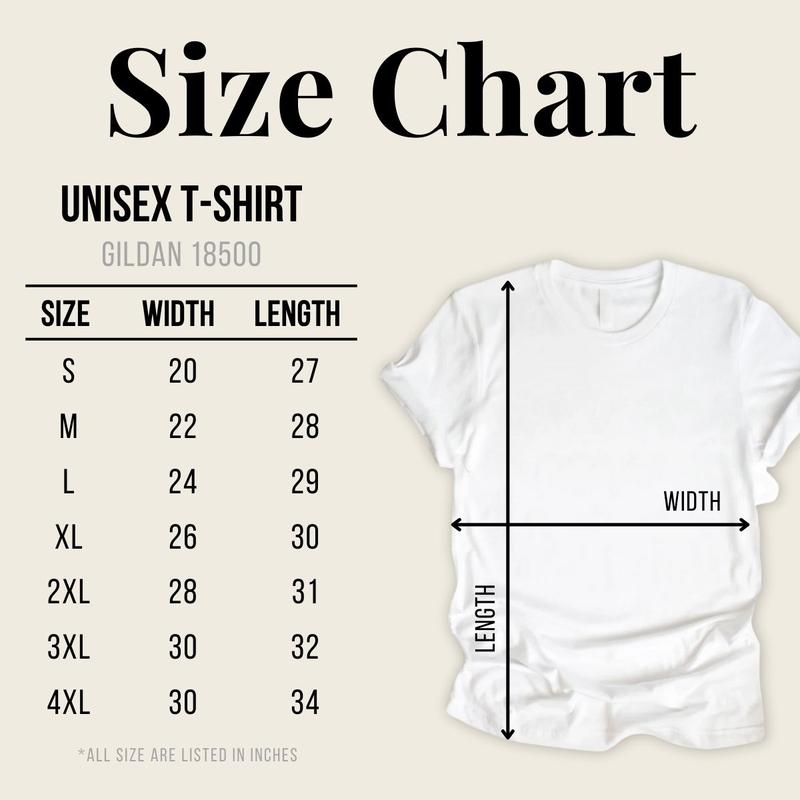 Size Chart
UNISEX T-SHIRT
GILDAN 18500
SIZE WIDTH LENGTH
S 20 27
M 22 28
L 24 29
XL 26 30
2XL 28 31
3XL 30 32
4XL 30 34
*ALL SIZE ARE LISTED IN INCHES
WIDTH
LENGTH